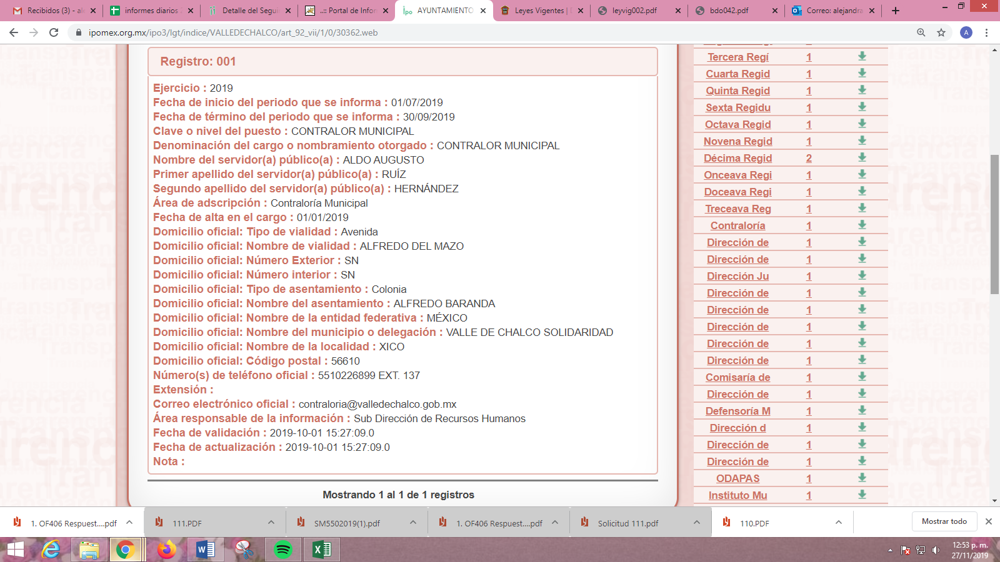 Recibidos (3) - ale
informes diarios
Detalle del Segui
..:: Portal de Infor
AYUNTAMIENTO
Leyes Vigentes |
leyvig002.pdf
bdo042.pdf
Correo: alejandra
ipomex.org.mx/ipo3/lgt/indice/VALLEDECHALCO/art_92_vii/1/0/30362.web
A
Registro: 001
Ejercicio : 2019
Fecha de inicio del periodo que se informa : 01/07/2019
Fecha de término del periodo que se informa : 30/09/2019
Clave o nivel del puesto : CONTRALOR MUNICIPAL
Denominación del cargo o nombramiento otorgado : CONTRALOR MUNICIPAL
Nombre del servidor(a) público(a) : ALDO AUGUSTO
Primer apellido del servidor(a) público(a) : RUÍZ
Segundo apellido del servidor(a) público(a) : HERNÁNDEZ
Área de adscripción : Contraloría Municipal
Fecha de alta en el cargo : 01/01/2019
Domicilio oficial: Tipo de vialidad : Avenida
Domicilio oficial: Nombre de vialidad : ALFREDO DEL MAZO
Domicilio oficial: Número Exterior : SN
Domicilio oficial: Número interior : SN
Domicilio oficial: Tipo de asentamiento : Colonia
Domicilio oficial: Nombre del asentamiento : ALFREDO BARANDA
Domicilio oficial: Nombre de la entidad federativa : MÉXICO
Domicilio oficial: Nombre del municipio o delegación : VALLE DE CHALCO SOLIDARIDAD
Domicilio oficial: Nombre de la localidad : XICO
Domicilio oficial: Código postal : 56610
Número(s) de teléfono oficial : 5510226899 EXT. 137
Extensión :
Correo electrónico oficial : contraloria@valledechalco.gob.mx
Área responsable de la información : Sub Dirección de Recursos Humanos
Fecha de validación : 2019-10-01 15:27:09.0
Fecha de actualización : 2019-10-01 15:27:09.0
Nota :
Mostrando 1 al 1 de 1 registros
Tercera Regí 1
Cuarta Regid 1
Quinta Regid 1
Sexta Regidu 1
Octava Regid 1
Novena Regid 1
Décima Regid 2
Onceava Regi 1
Doceava Regi 1
Treceava Reg 1
Contraloría 1
Dirección de 1
Dirección de 1
Dirección Ju 1
Dirección de 1
Dirección de 1
Dirección de 1
Dirección de 1
Dirección de 1
Comisaría de 1
Dirección de 1
Defensoría M 1
Dirección d 1
Dirección de 1
Dirección de 1
ODAPAS 1
Instituto Mu 1
1. OF406 Respuest....pdf
111.PDF
SM5502019(1).pdf
1. OF406 Respuest....pdf
Solicitud 111.pdf
110.PDF
Mostrar todo
12:53 p. m.
27/11/2019